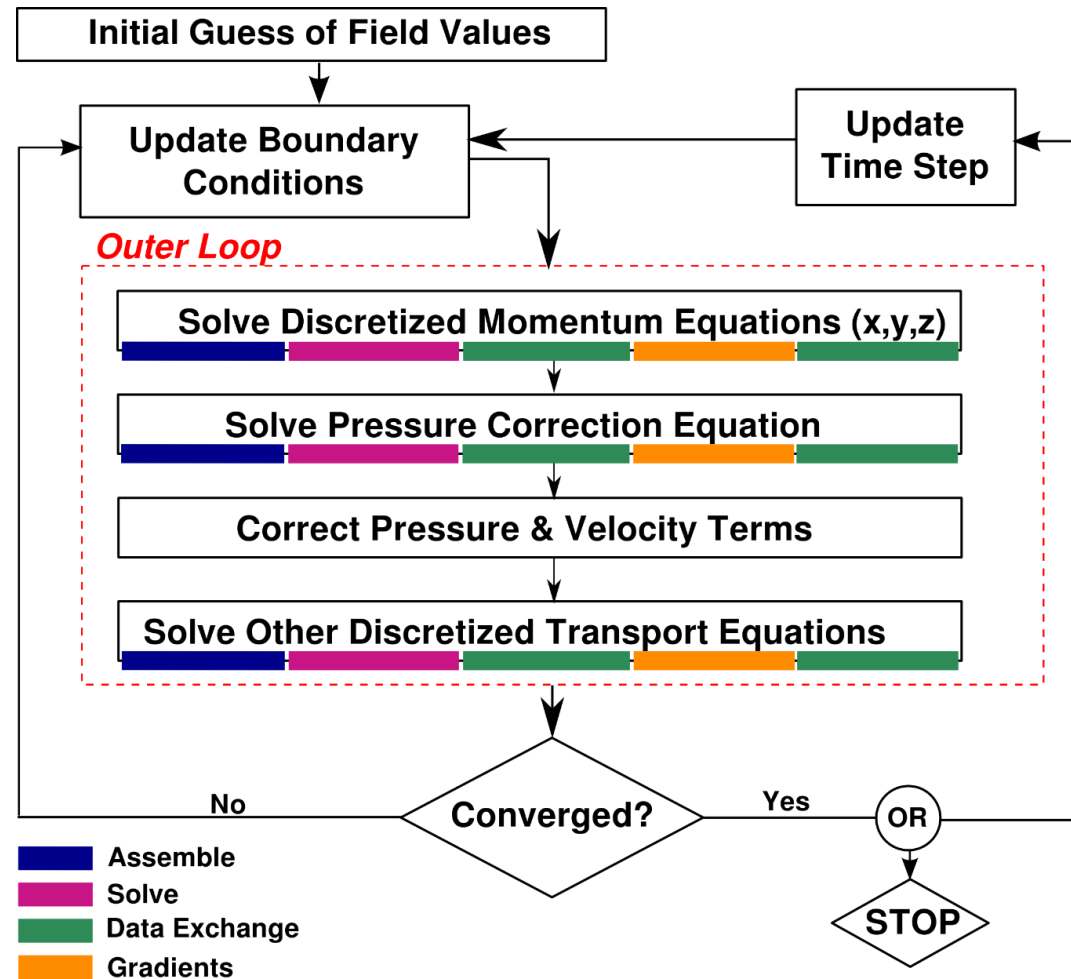 Initial Guess of Field Values
Update Boundary
Conditions
Update
Time Step
Outer Loop
Solve Discretized Momentum Equations (x,y,z)
Solve Pressure Correction Equation
Correct Pressure & Velocity Terms
Solve Other Discretized Transport Equations
Converged?
No
Yes
OR
STOP
Assemble
Solve
Data Exchange
Gradients